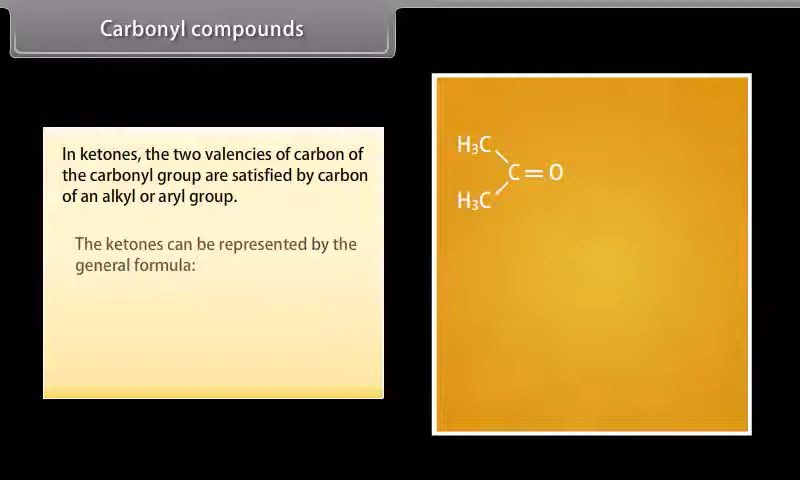 Carbonyl compounds
In ketones, the two valencies of carbon of
the carbonyl group are satisfied by carbon
of an alkyl or aryl group.
The ketones can be represented by the
general formula:
H₃C
C=O
H₃C